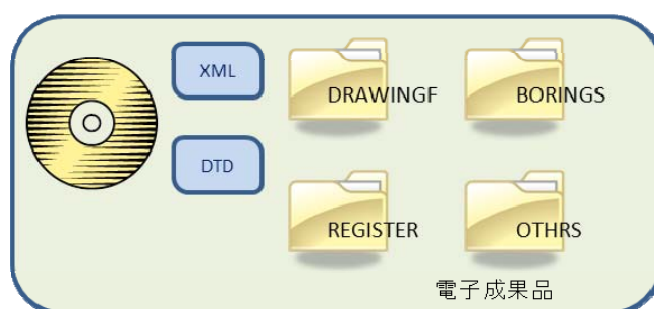 XML
DRAWINGF
BORINGS
DTD
REGISTER
OTHRS
電子成果品